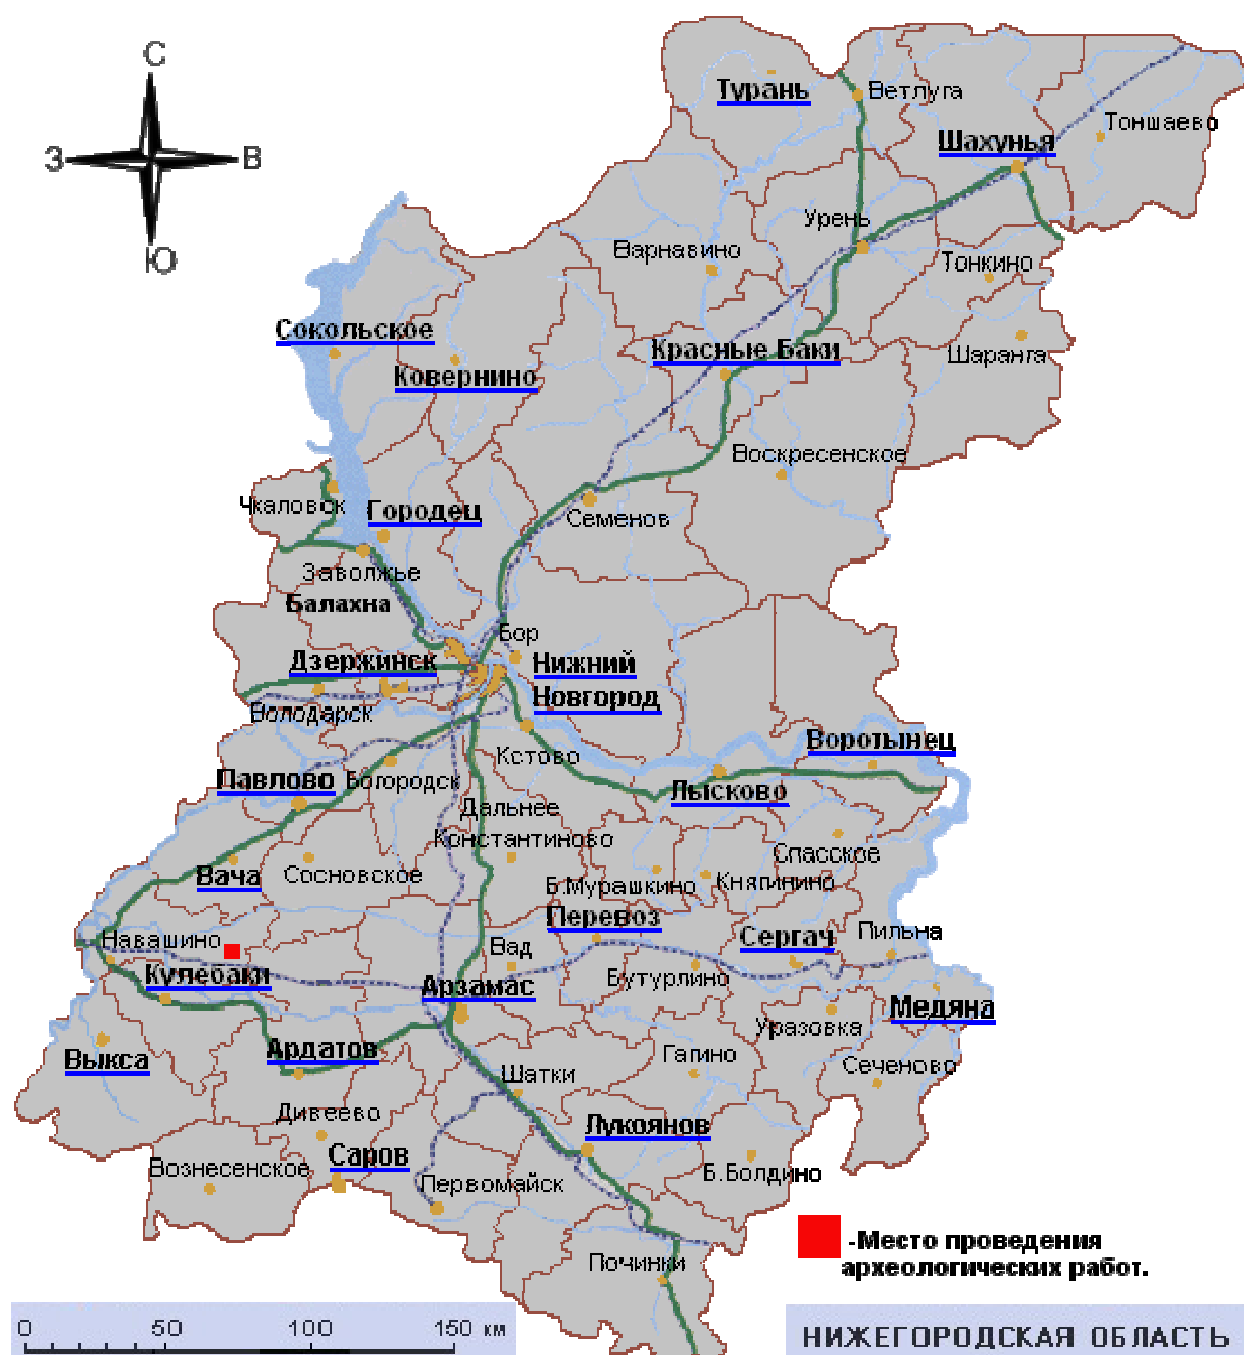 С
З
В
Ю
Турань
Ветлуга
Тоншаево
Шахунья
Урень
Варнавино
Тонкино
Сокольское
Красные Баки
Шаранга
Ковернино
Воскресенское
Чкаловск
Городец
Семенов
Заволжье
Балахна
Бор
Дзержинск
Нижний
Новгород
Володарск
Кстово
Воротынец
Павлово
Богородск
Лысково
Дальнее
Константиново
Спасское
Вача
Сосновское
Б.Мурашкино
Княгинино
Перевоз
Сергач
Пильна
Навашино
Вад
Кулебаки
Арзамас
Бутурлино
Медяна
Уразовка
Выкса
Ардатов
Гагино
Сеченово
Шатки
Дивеево
Лукоянов
Саров
Вознесенское
Первомайск
Б.Болдино
Починки
-Место проведения
археологических работ.
0 50 100 150 км
НИЖЕГОРОДСКАЯ ОБЛАСТЬ